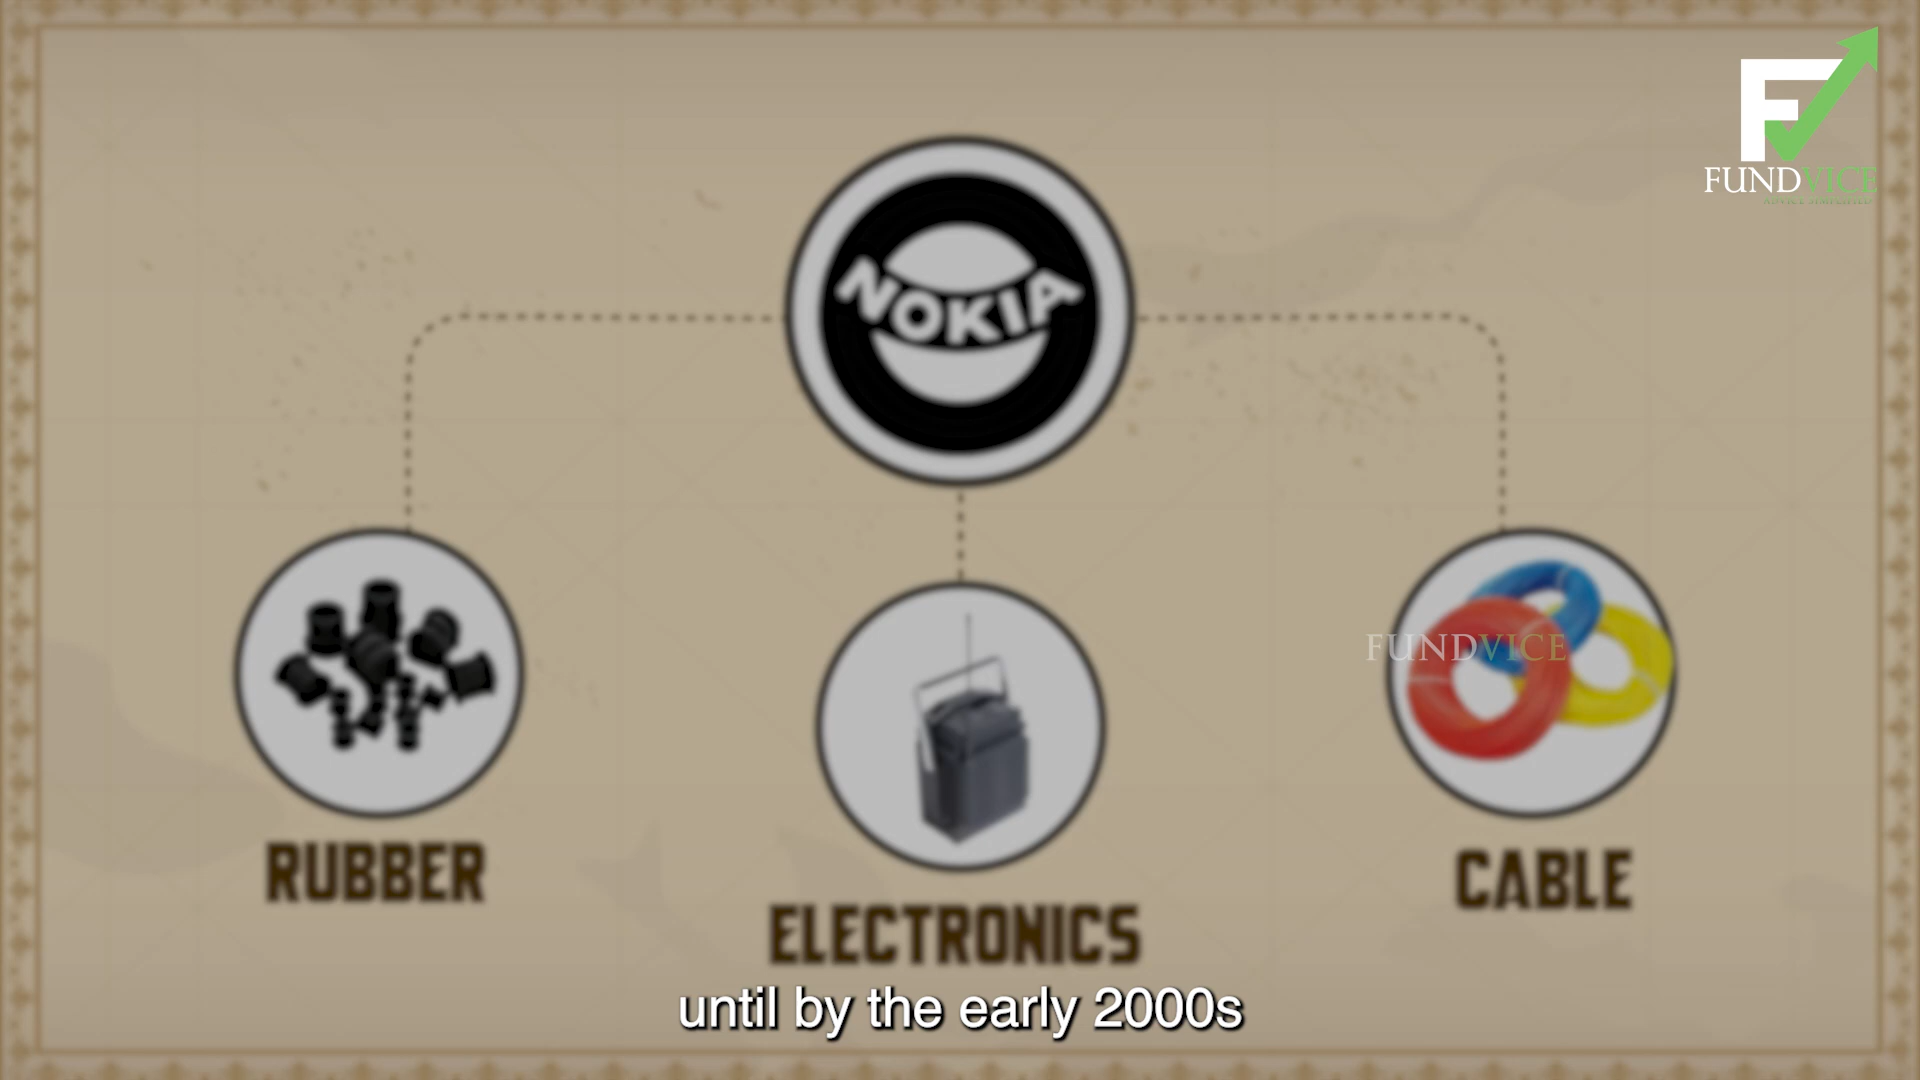 FUNDVICE
NOKIA
FUNDVICE
RUBBER
CABLE
ELECTRONICS
until by the early 2000s